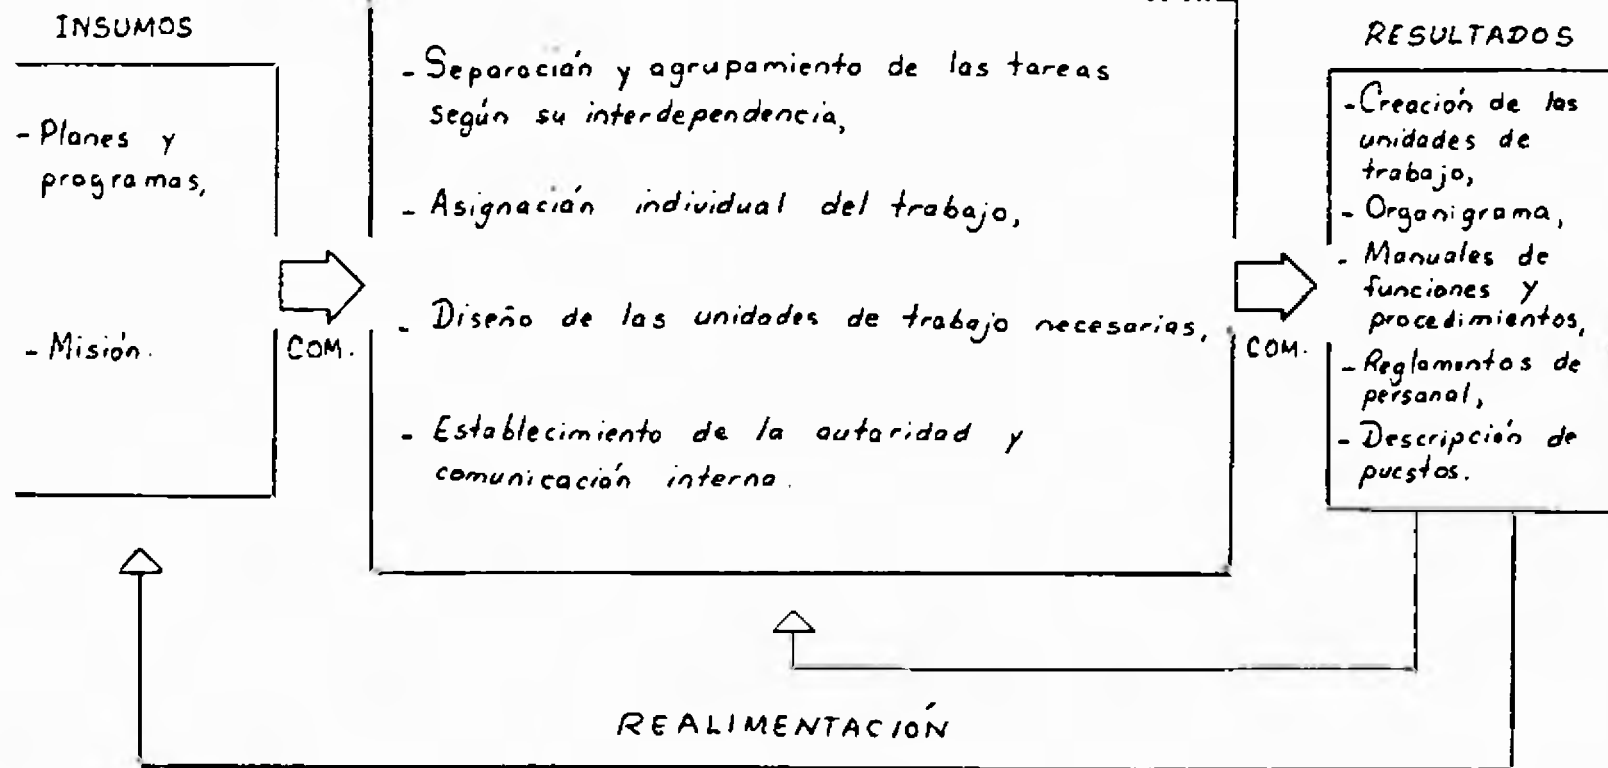 INSUMOS
- Planes y
programas,
- Misión.
COM.
- Separación y agrupamiento de las tareas
según su interdependencia,
- Asignación individual del trabajo,
- Diseño de las unidades de trabajo necesarias,
- Establecimiento de la autoridad y
comunicación interna.
COM.
RESULTADOS
- Creación de las
unidades de
trabajo,
- Organigrama,
- Manuales de
funciones y
procedimientos,
- Reglamentos de
personal,
- Descripción de
puestos.
REALIMENTACIÓN